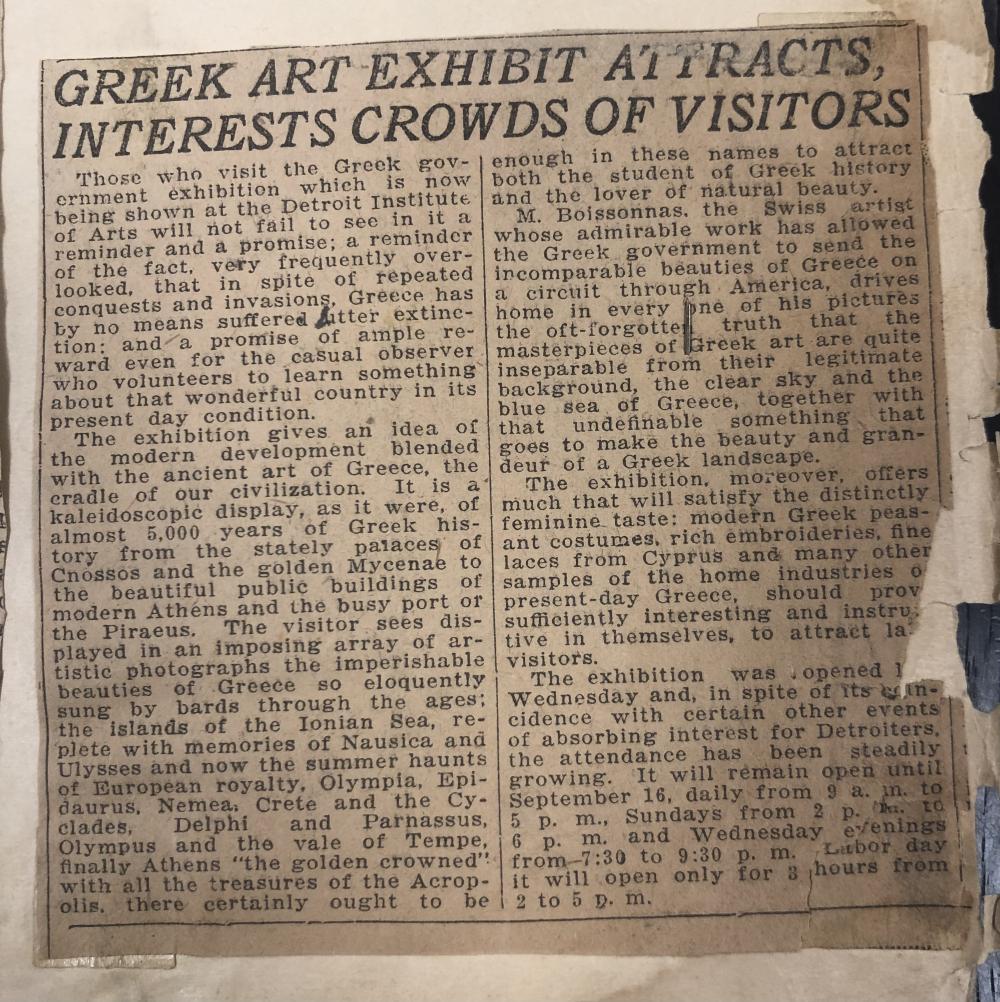 GREEK ART EXHIBIT ATTRACTS,
INTERESTS CROWDS OF VISITORS
Those who visit the Greek gov-
ernment exhibition which is now
being shown at the Detroit Institute
of Arts will not fail to see in it a
reminder and a promise; a reminder
of the fact, very frequently over-
looked, that in spite of repeated
conquests and invasions, Greece has
by no means suffered utter extinc-
tion; and a promise of ample re-
ward even for the casual observer
who volunteers to learn something
about that wonderful country in its
present day condition.
The exhibition gives an idea of
the modern development blended
with the ancient art of Greece, the
cradle of our civilization. It is a
kaleidoscopic display, as it were, of
almost 5,000 years of Greek his-
tory from the stately palaces of
Cnossos and the golden Mycenae to
the beautiful public buildings of
modern Athens and the busy port of
the Piraeus. The visitor sees dis-
played in an imposing array of ar-
tistic photographs the imperishable
beauties of Greece so eloquently
sung by bards through the ages;
the islands of the Ionian Sea, re-
plete with memories of Nausica and
Ulysses and now the summer haunts
of European royalty, Olympia, Epi-
daurus, Nemea, Crete and the Cy-
clades, Delphi and Parnassus,
Olympus and the vale of Tempe,
finally Athens "the golden crowned"
with all the treasures of the Acrop-
olis, there certainly ought to be
enough in these names to attract
both the student of Greek history
and the lover of natural beauty.
M. Boissonnas, the Swiss artist
whose admirable work has allowed
the Greek government to send the
incomparable beauties of Greece on
a circuit through America, drives
home in every one of his pictures
the oft-forgotten truth that the
masterpieces of Greek art are quite
inseparable from their legitimate
background, the clear sky and the
blue sea of Greece, together with
that undefinable something that
goes to make the beauty and gran-
deur of a Greek landscape.
The exhibition, moreover, offers
much that will satisfy the distinctly
feminine taste: modern Greek peas-
ant costumes, rich embroideries, fine
laces from Cyprus and many other
samples of the home industries o
present-day Greece, should prov
sufficiently interesting and instru
tive in themselves, to attract la
visitors.
The exhibition was opened
Wednesday and, in spite of its coin-
cidence with certain other events
of absorbing interest for Detroiters,
the attendance has been steadily
growing. It will remain open until
September 16, daily from 9 a. m. to
5 p. m., Sundays from 2 p. m. to
6 p. m. and Wednesday evenings
from 7:30 to 9:30 p. m. Labor day
it will open only for 3 hours from
2 to 5 p. m.